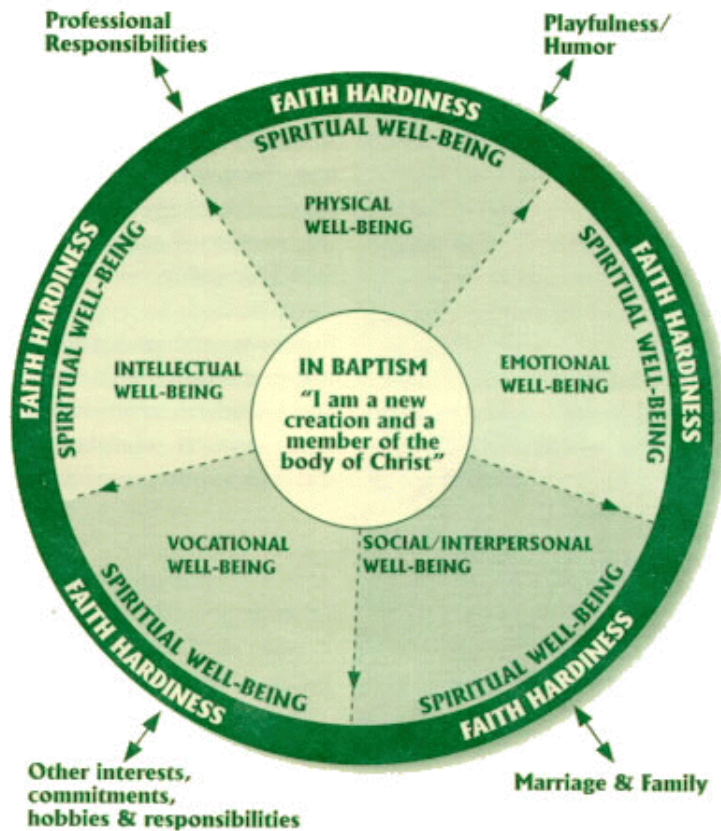 Professional
Responsibilities
Playfulness/
Humor
FAITH HARDINESS
SPIRITUAL WELL-BEING
PHYSICAL
WELL-BEING
FAITH HARDINESS
SPIRITUAL WELL-BEING
INTELLECTUAL
WELL-BEING
IN BAPTISM
“I am a new
creation and a
member of the
body of Christ”
EMOTIONAL
WELL-BEING
SPIRITUAL WELL-BEING
FAITH HARDINESS
VOCATIONAL
WELL-BEING
SOCIAL/INTERPERSONAL
WELL-BEING
SPIRITUAL WELL-BEING
FAITH HARDINESS
SPIRITUAL WELL-BEING
FAITH HARDINESS
Other interests,
commitments,
hobbies & responsibilities
Marriage & Family